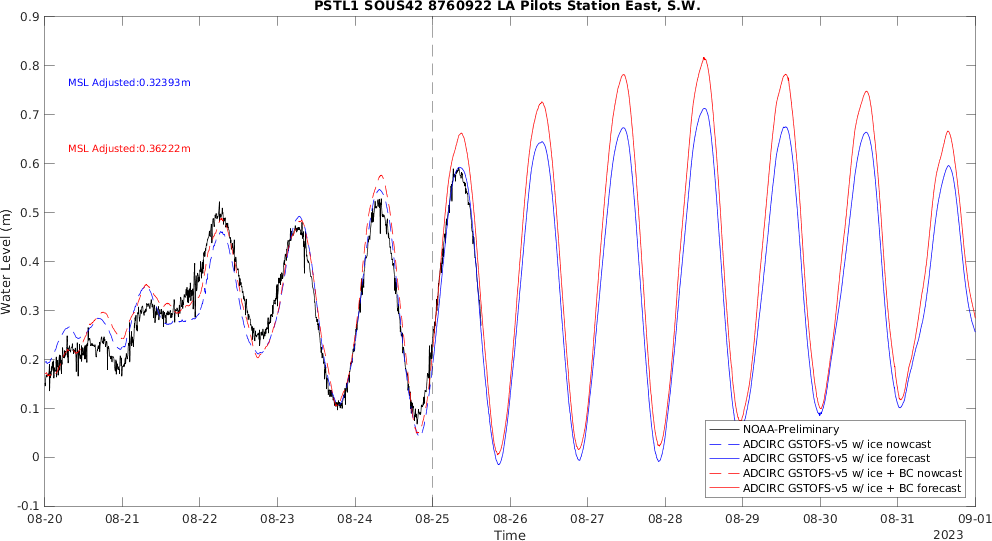 PSTL1 SOUS42 8760922 LA Pilots Station East, S.W.
0.9
0.8
0.7
0.6
0.5
0.4
0.3
0.2
0.1
0
-0.1
Water Level (m)
MSL Adjusted:0.32393m
MSL Adjusted:0.36222m
NOAA-Preliminary
ADCIRC GSTOFS-v5 w/ ice nowcast
ADCIRC GSTOFS-v5 w/ ice forecast
ADCIRC GSTOFS-v5 w/ ice + BC nowcast
ADCIRC GSTOFS-v5 w/ ice + BC forecast
08-20 08-21 08-22 08-23 08-24 08-25 08-26 08-27 08-28 08-29 08-30 08-31 09-01
Time
2023